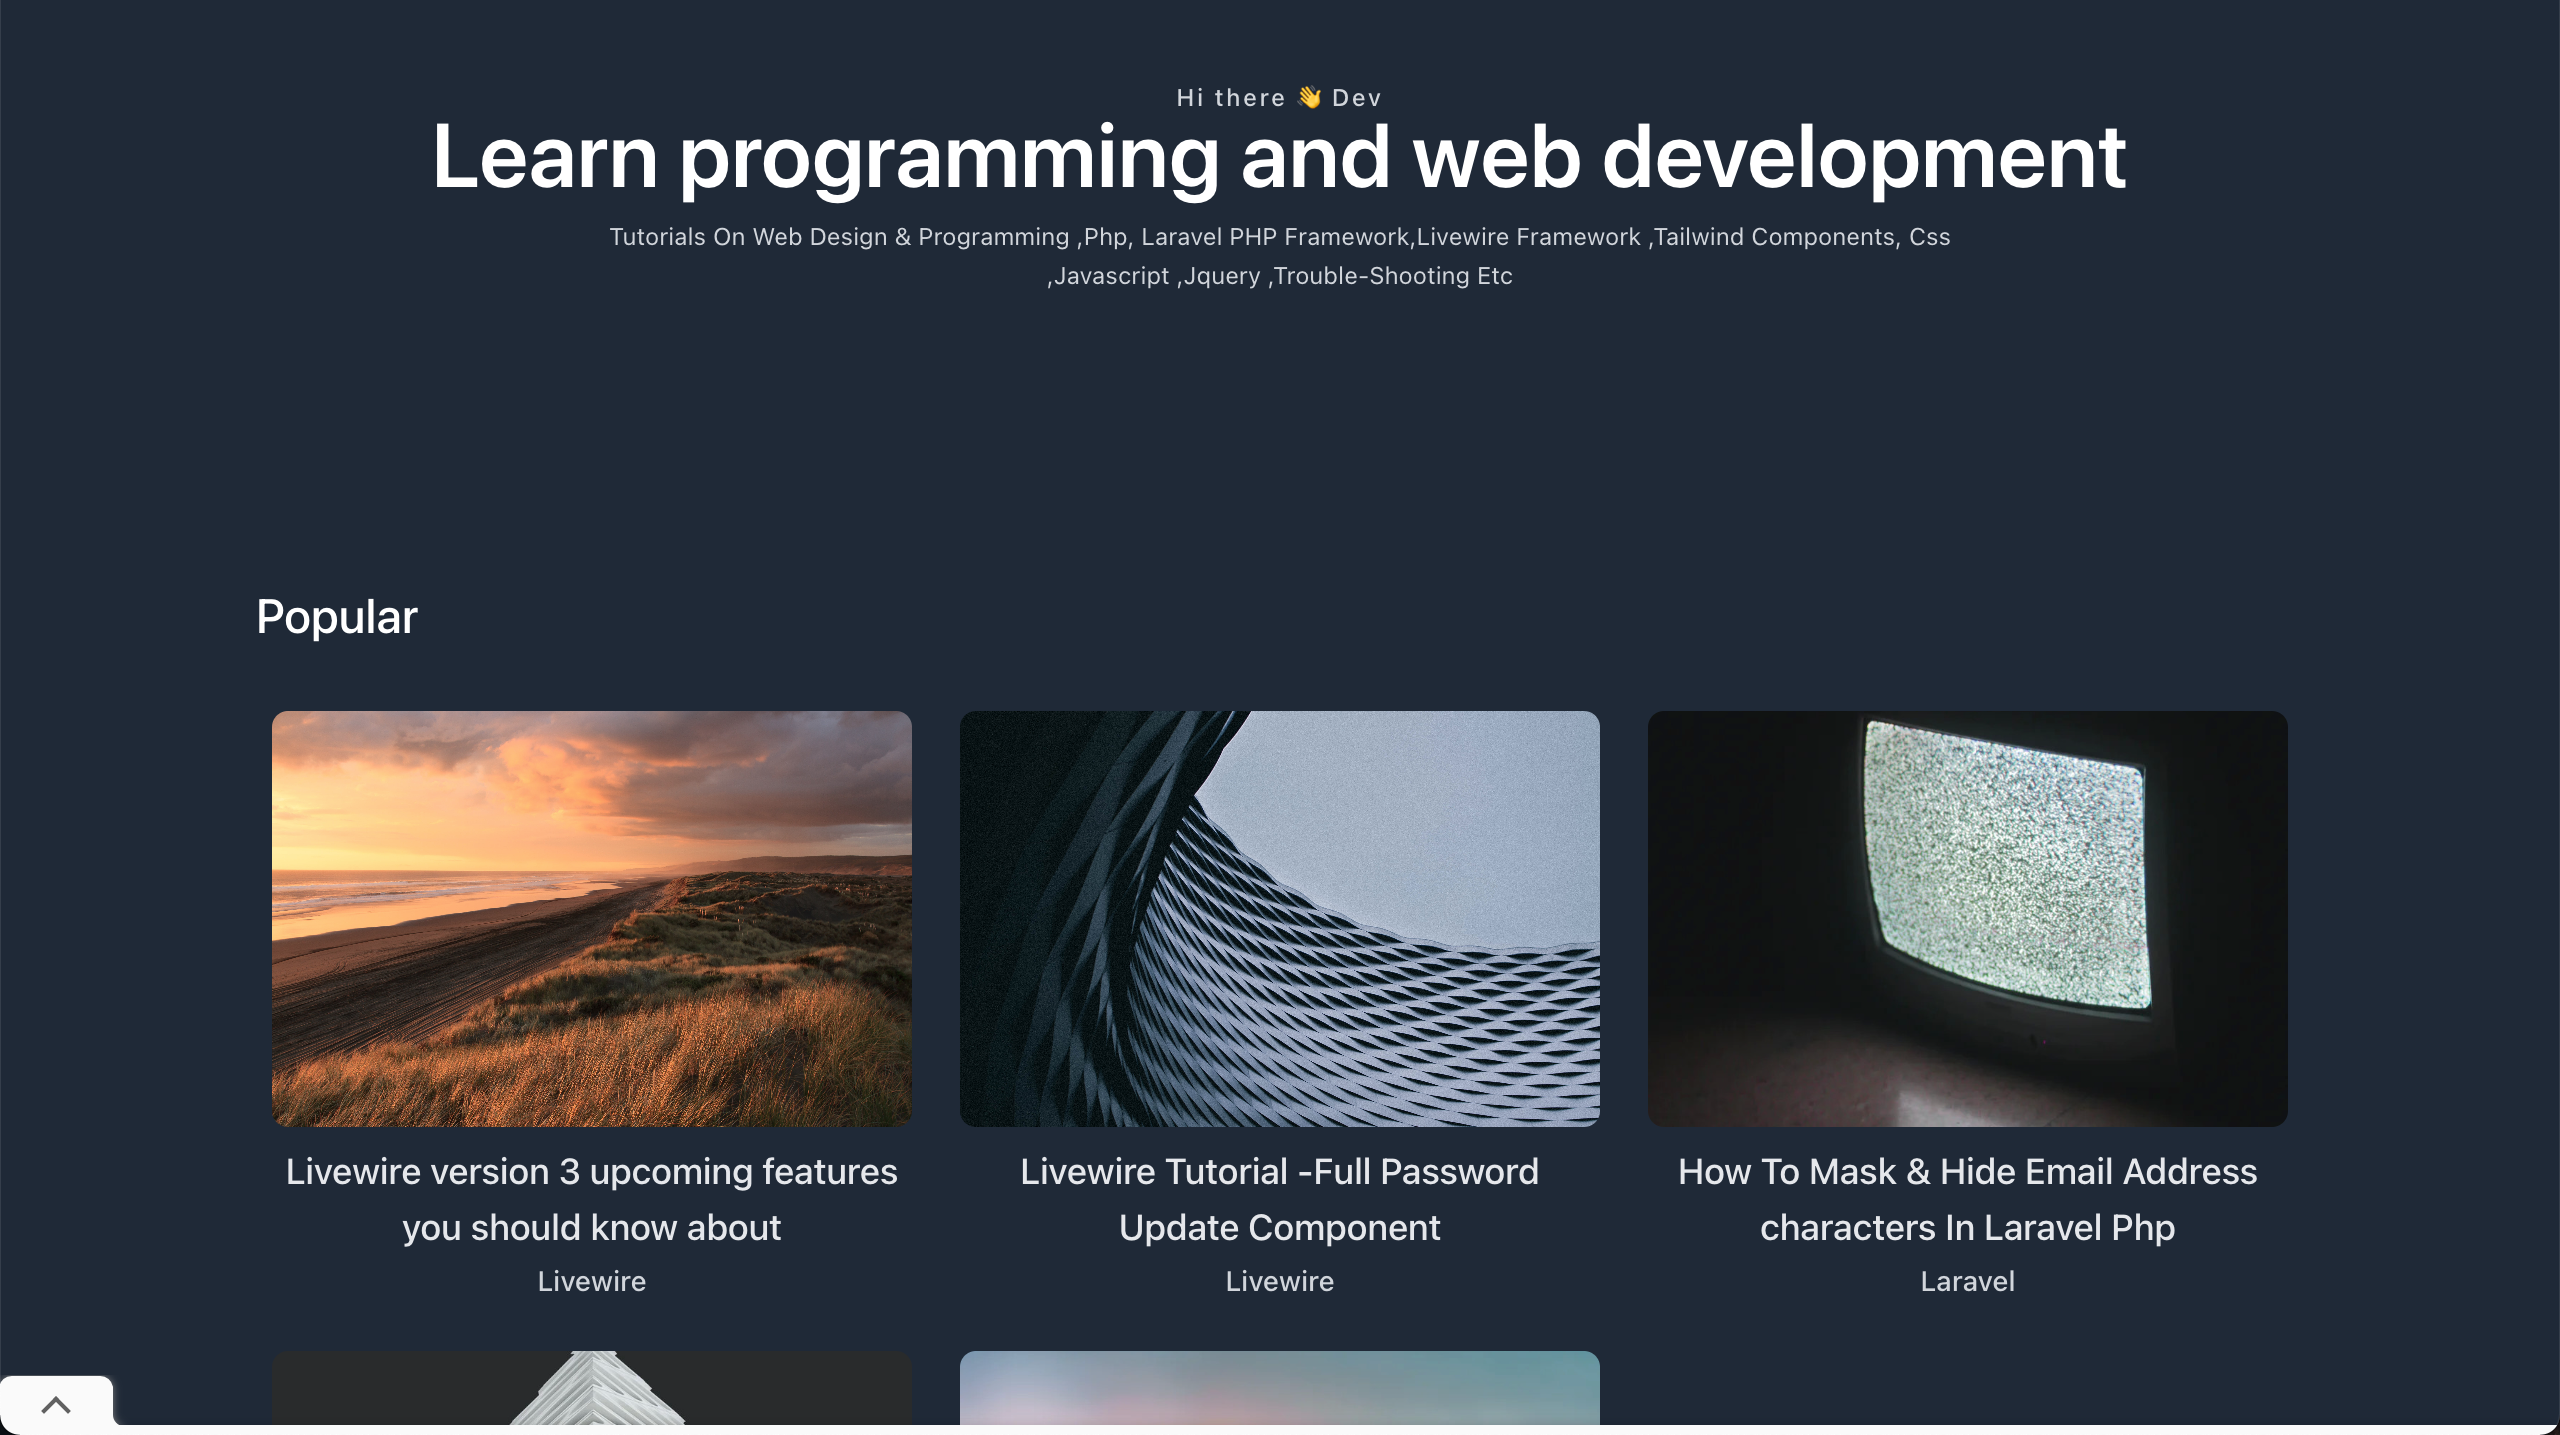 Hi there 👋 Dev
Learn programming and web development
Tutorials On Web Design & Programming ,Php, Laravel PHP Framework,Livewire Framework ,Tailwind Components, Css
,Javascript ,Jquery ,Trouble-Shooting Etc
Popular
Livewire version 3 upcoming features
you should know about
Livewire
Livewire Tutorial -Full Password
Update Component
Livewire
How To Mask & Hide Email Address
characters In Laravel Php
Laravel